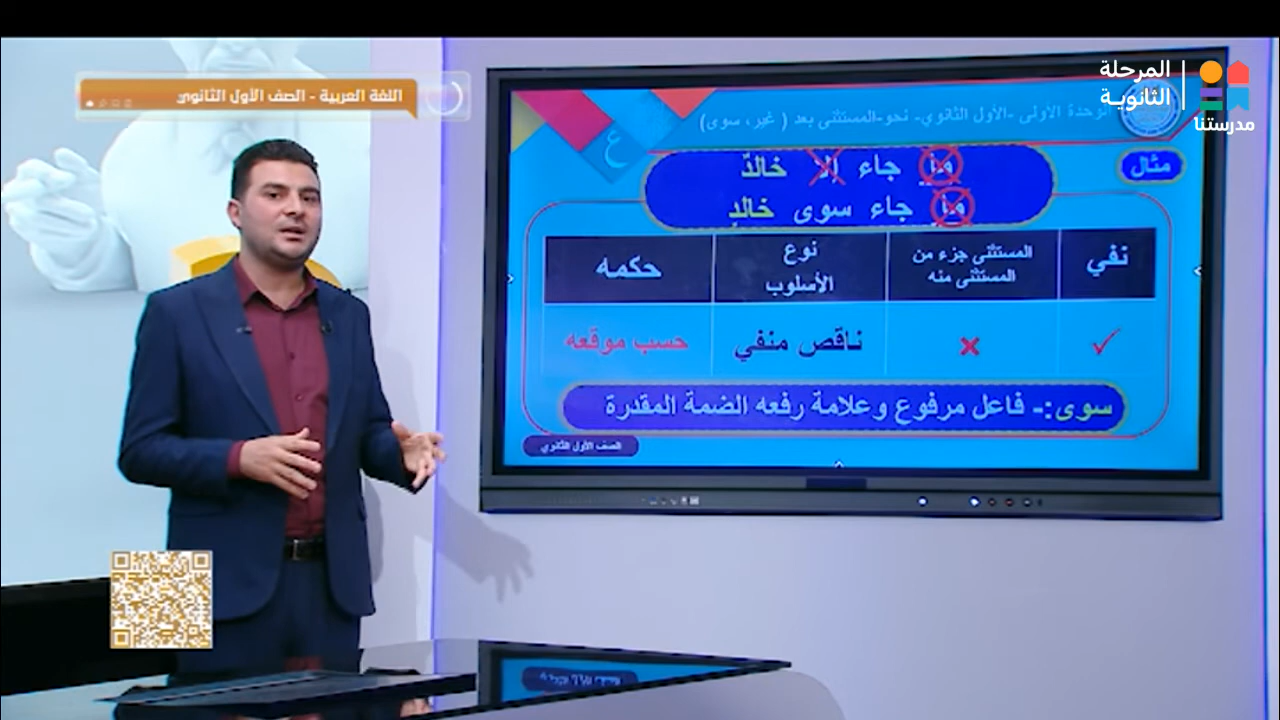 المرحلة
الثانوية
مدرستنا
اللغة العربية - الصف الأول الثانوي
الوحدة الأولى -الأول الثانوي- نحو-المستثنى بعد ( غير، سوى)
مثال
ما جاء إلا خالدٌ
ما جاء سوى خالدٍ
نفي
المستثنى جزء من
المستثنى منه
نوع
الأسلوب
حكمه
ناقص منفي
حسب موقعه
سوى:- فاعل مرفوع وعلامة رفعه الضمة المقدرة
الصف الأول الثانوي